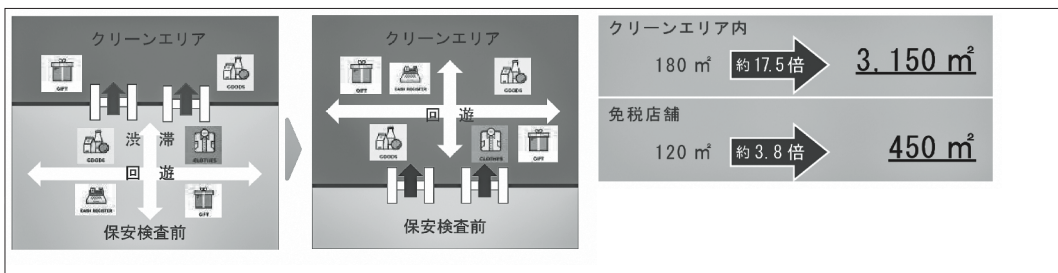 クリーンエリア
GIFT
GOODS
渋滞
GOODS
CLOTHES
回遊
CASH REGISTER
GIFT
保安検査前
クリーンエリア
GIFT
CASH REGISTER
GOODS
回遊
GOODS
CLOTHES
GIFT
保安検査前
クリーンエリア内
180 ㎡ 約17.5倍 3,150 ㎡
免税店舗
120 ㎡ 約3.8倍 450 ㎡